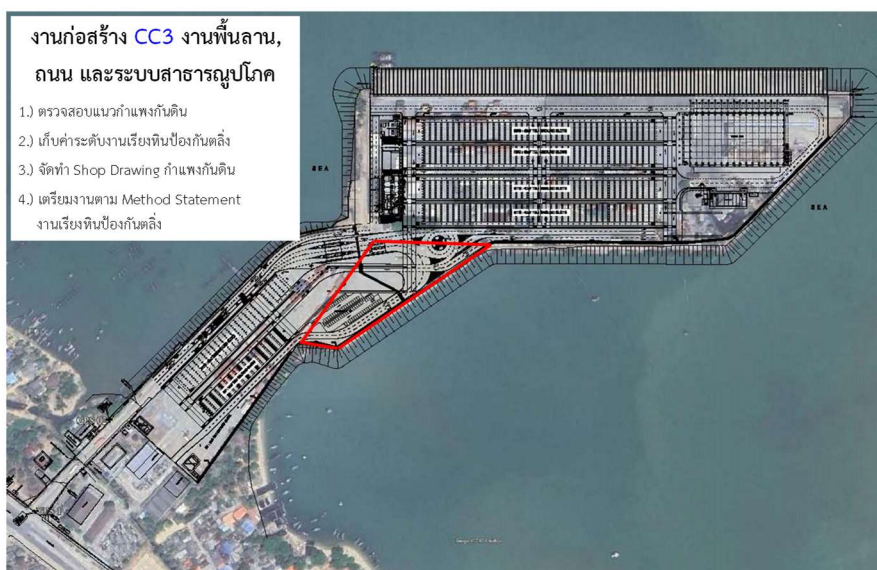 งานก่อสร้าง CC3 งานพื้นลาน,
ถนน และระบบสาธารณูปโภค
1.) ตรวจสอบแนวกำแพงกันดิน
2.) เก็บค่าระดับงานเรียงหินป้องกันตลิ่ง
3.) จัดทำ Shop Drawing กำแพงกันดิน
4.) เตรียมงานตาม Method Statement
งานเรียงหินป้องกันตลิ่ง
SEA
SEA